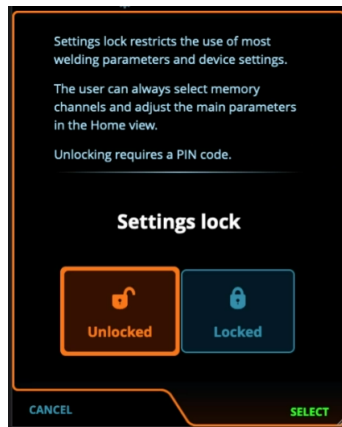 Settings lock restricts the use of most
welding parameters and device settings.
The user can always select memory
channels and adjust the main parameters
in the Home view.
Unlocking requires a PIN code.
Settings lock
Unlocked
Locked
CANCEL
SELECT